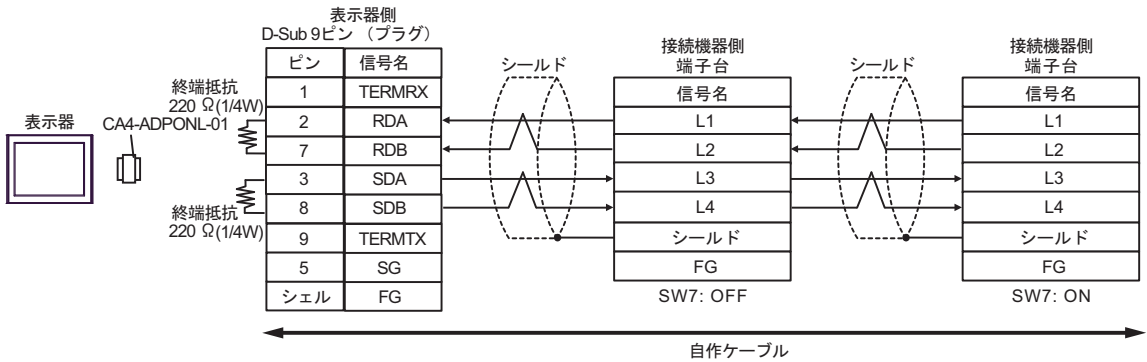 表示器側
D-Sub 9ピン （プラグ）
ピン 信号名
1 TERMRX
2 RDA
7 RDB
3 SDA
8 SDB
9 TERMTX
5 SG
シェル FG
終端抵抗
220 Ω(1/4W)
表示器
CA4-ADPONL-01
終端抵抗
220 Ω(1/4W)
シールド
接続機器側
端子台
信号名
L1
L2
L3
L4
シールド
FG
SW7: OFF
シールド
接続機器側
端子台
信号名
L1
L2
L3
L4
シールド
FG
SW7: ON
自作ケーブル